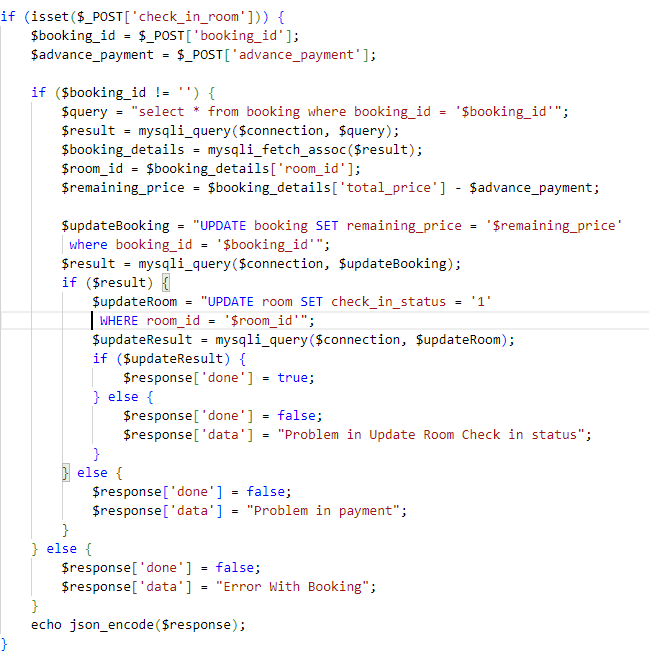 if (isset($_POST['check_in_room'])) {
    $booking_id = $_POST['booking_id'];
    $advance_payment = $_POST['advance_payment'];

    if ($booking_id != '') {
        $query = "select * from booking where booking_id = '$booking_id'";
        $result = mysqli_query($connection, $query);
        $booking_details = mysqli_fetch_assoc($result);
        $room_id = $booking_details['room_id'];
        $remaining_price = $booking_details['total_price'] - $advance_payment;

        $updateBooking = "UPDATE booking SET remaining_price = '$remaining_price'
         where booking_id = '$booking_id'";
        $result = mysqli_query($connection, $updateBooking);
        if ($result) {
            $updateRoom = "UPDATE room SET check_in_status = '1'
             WHERE room_id = '$room_id'";
            $updateResult = mysqli_query($connection, $updateRoom);
            if ($updateResult) {
                $response['done'] = true;
            } else {
                $response['done'] = false;
                $response['data'] = "Problem in Update Room Check in status";
            }
        } else {
            $response['done'] = false;
            $response['data'] = "Problem in payment";
        }
    } else {
        $response['done'] = false;
        $response['data'] = "Error With Booking";
    }
    echo json_encode($response);
}